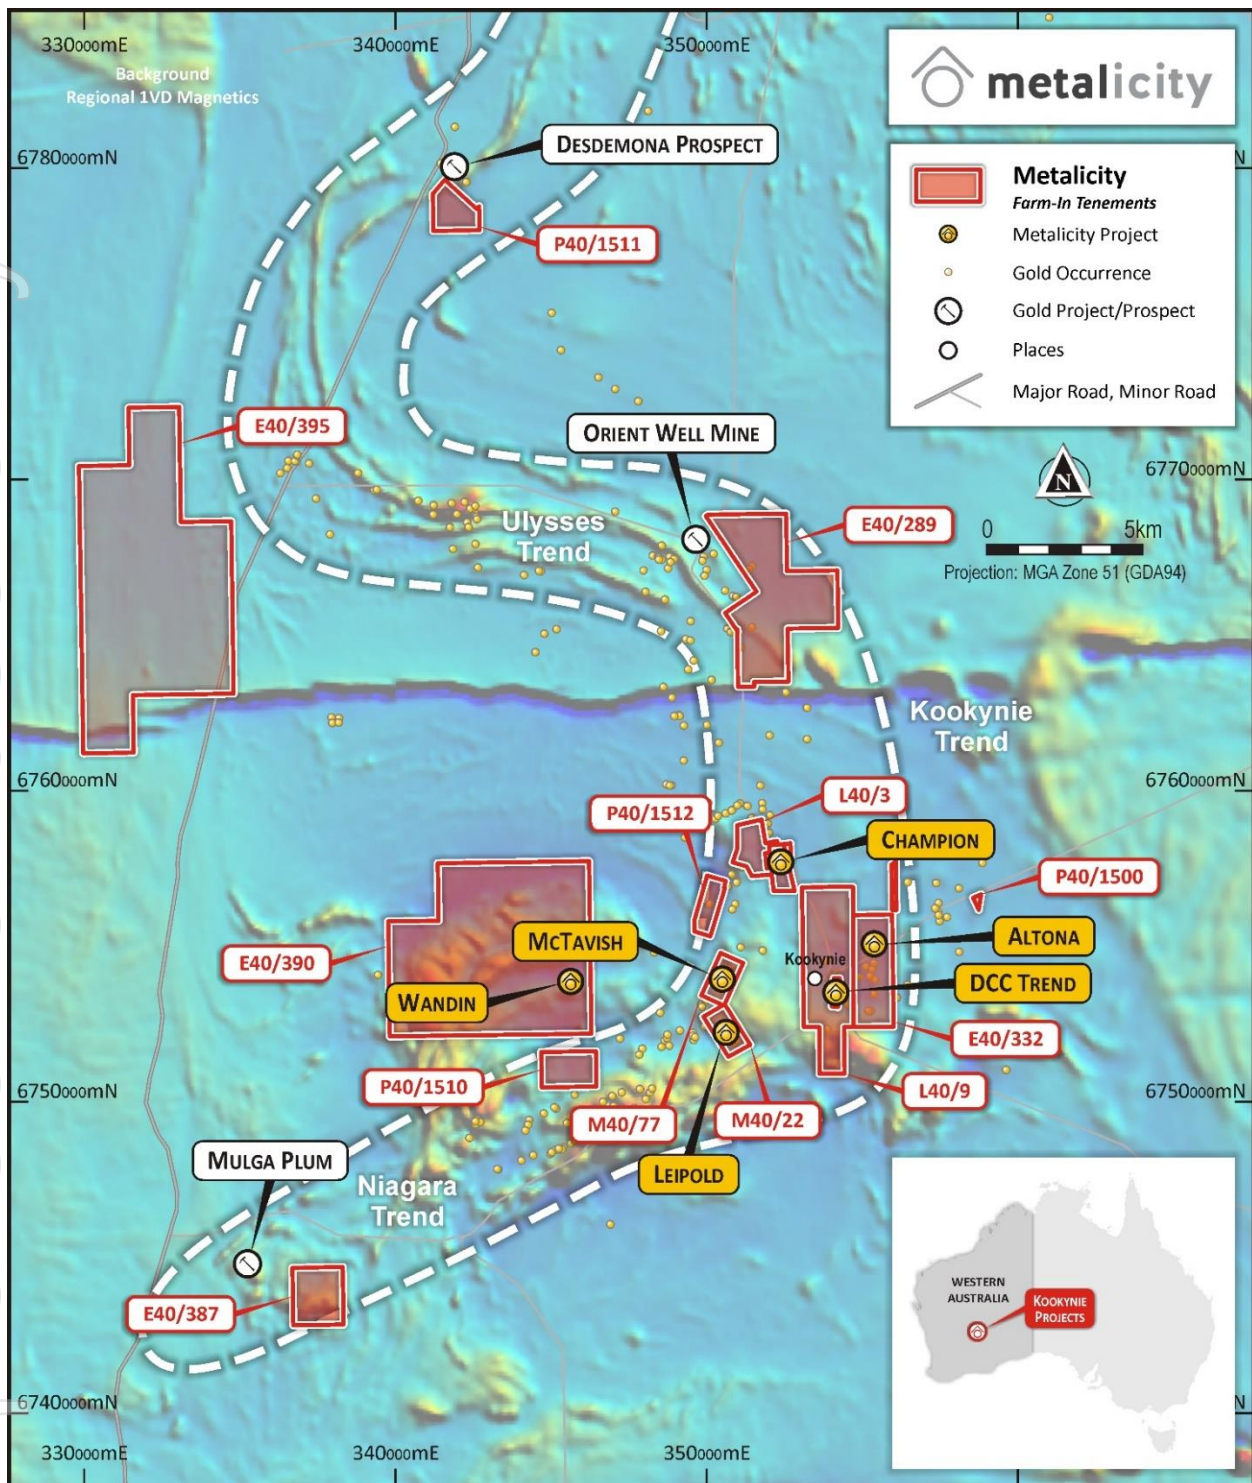 330000mE
340000mE
350000mE
Background
Regional 1VD Magnetics
metalicity
6780000mN
DESDEMONA PROSPECT
P40/1511
Metalicity
Farm-In Tenements
Metalicity Project
Gold Occurrence
Gold Project/Prospect
Places
Major Road, Minor Road
E40/395
ORIENT WELL MINE
N
6770000mN
Ulysses
Trend
E40/289
0 5km
Projection: MGA Zone 51 (GDA94)
Kookynie
Trend
6760000mN
6760000mN
L40/3
P40/1512
CHAMPION
P40/1500
MCTAVISH
ALTONA
E40/390
Kookynie
WANDIN
DCC TREND
E40/332
P40/1510
L40/9
6750000mN
6750000mN
M40/77
M40/22
MULGA PLUM
LEIPOLD
Niagara
Trend
E40/387
WESTERN
AUSTRALIA
KOOKYNIE
PROJECTS
6740000mN
330000mE
340000mE
350000mE